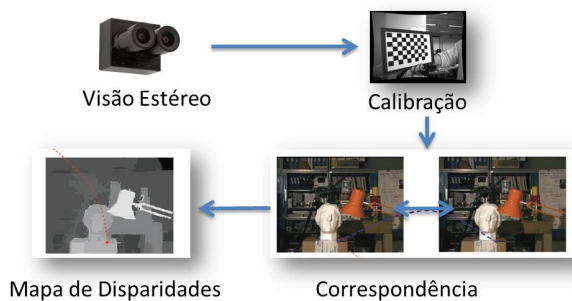 Visão Estéreo
Calibração
Mapa de Disparidades
Correspondência